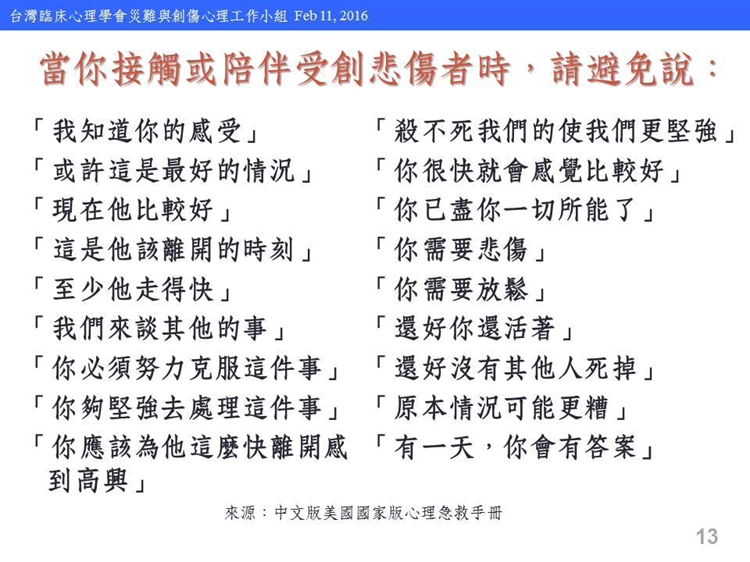 台灣臨床心理學會災難與創傷心理工作小組 Feb 11, 2016
當你接觸或陪伴受創悲傷者時，請避免說：
「我知道你的感受」
「或許這是最好的情況」
「現在他比較好」
「這是他該離開的時刻」
「至少他走得快」
「我們來談其他的事」
「你必須努力克服這件事」
「你夠堅強去處理這件事」
「你應該為他這麼快離開感
到高興」
「殺不死我們的使我們更堅強」
「你很快就會感覺比較好」
「你已盡你一切所能了」
「你需要悲傷」
「你需要放鬆」
「還好你還活著」
「還好沒有其他人死掉」
「原本情況可能更糟」
「有一天，你會有答案」
來源：中文版美國國家版心理急救手冊
13